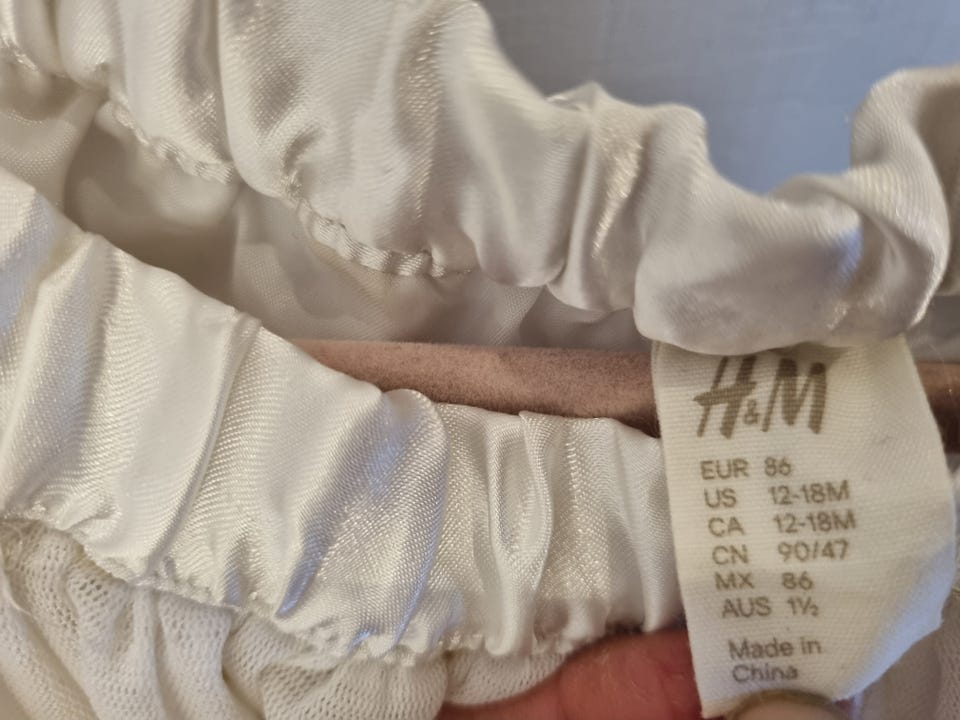 H&M
EUR 86
US 12-18M
CA 12-18M
CN 90/47
MX 86
AUS 1½
Made in
China